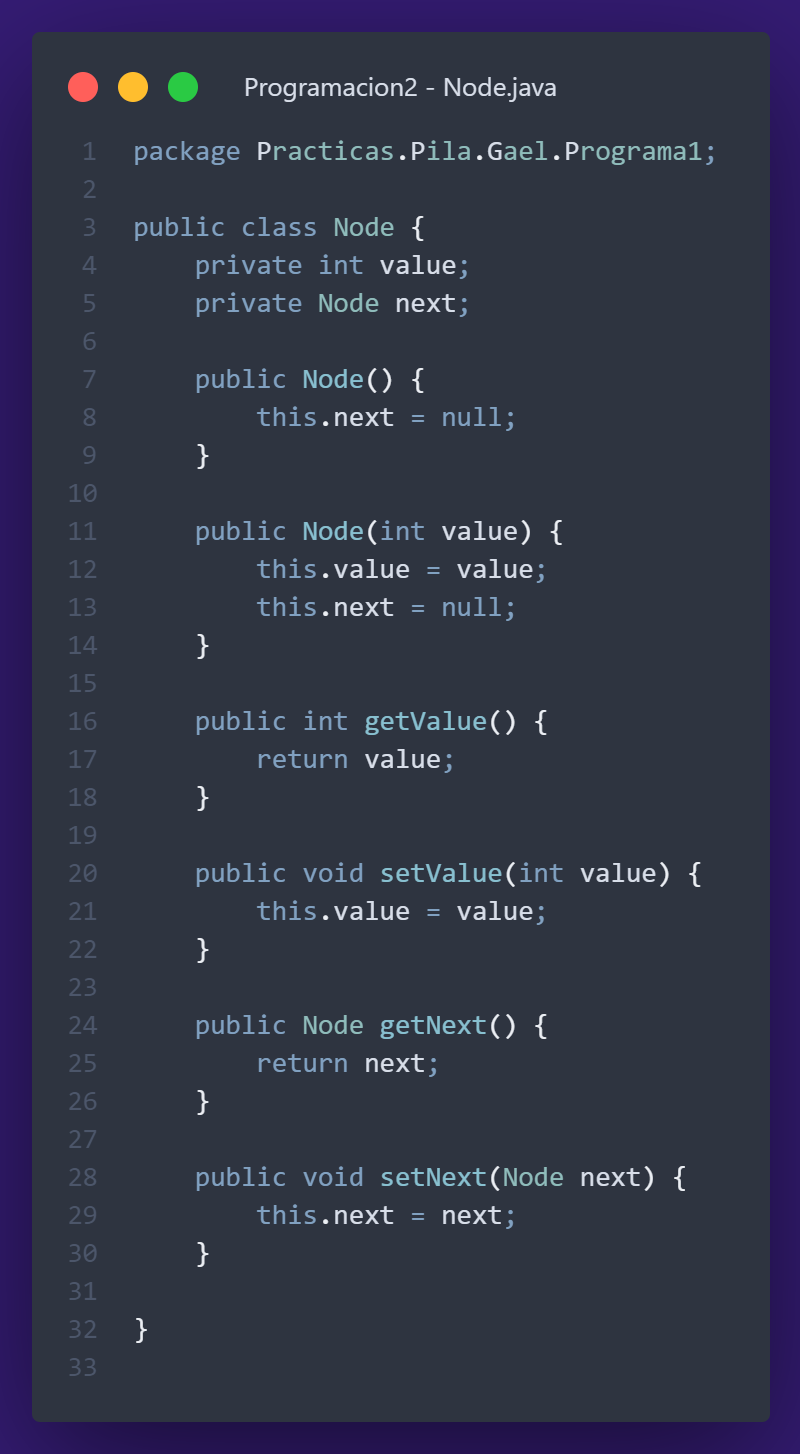 Programacion2 - Node.java
1 package Practicas.Pila.Gael.Programa1;
2
3 public class Node {
4     private int value;
5     private Node next;
6
7     public Node() {
8         this.next = null;
9     }
10
11     public Node(int value) {
12         this.value = value;
13         this.next = null;
14     }
15
16     public int getValue() {
17         return value;
18     }
19
20     public void setValue(int value) {
21         this.value = value;
22     }
23
24     public Node getNext() {
25         return next;
26     }
27
28     public void setNext(Node next) {
29         this.next = next;
30     }
31
32 }
33